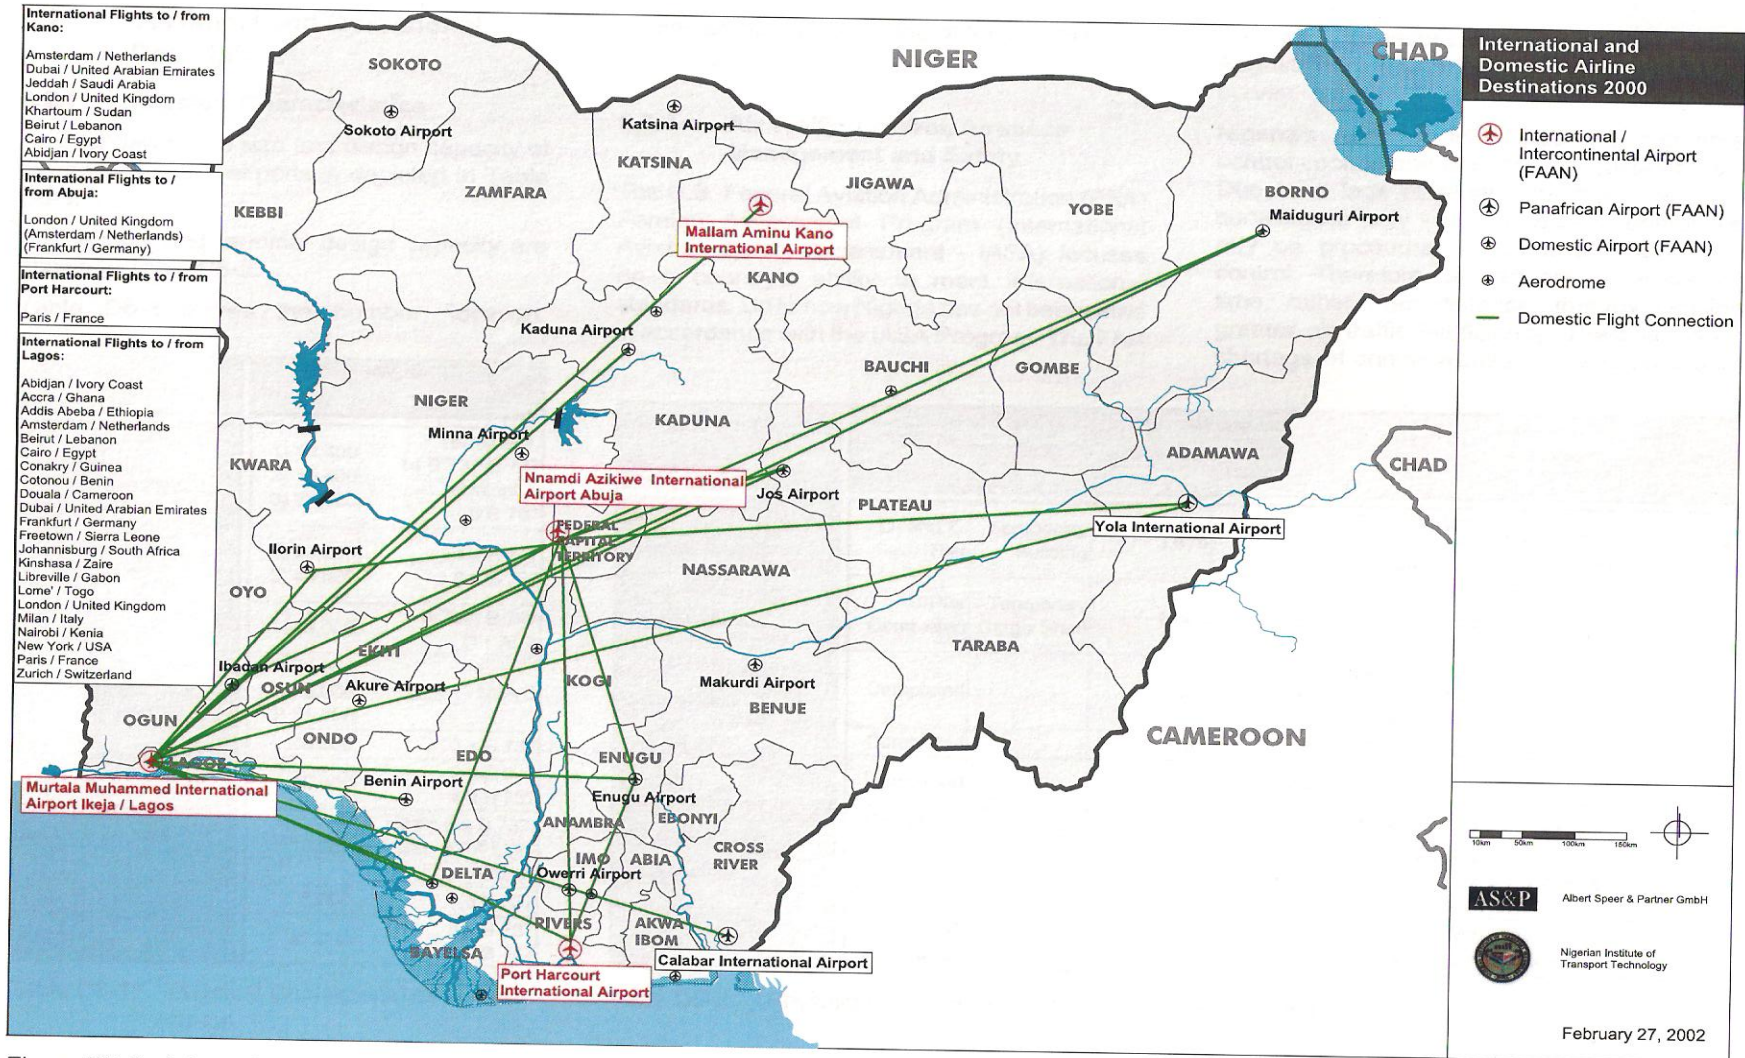 International Flights to / from
Kano:
Amsterdam / Netherlands
Dubai / United Arabian Emirates
Jeddah / Saudi Arabia
London / United Kingdom
Khartoum / Sudan
Beirut / Lebanon
Cairo / Egypt
Abidjan / Ivory Coast
International Flights to /
from Abuja:
London / United Kingdom
(Amsterdam / Netherlands)
(Frankfurt / Germany)
International Flights to / from
Port Harcourt:
Paris / France
International Flights to / from
Lagos:
Abidjan / Ivory Coast
Accra / Ghana
Addis Abeba / Ethiopia
Amsterdam / Netherlands
Beirut / Lebanon
Cairo / Egypt
Conakry / Guinea
Cotonou / Benin
Douala / Cameroon
Dubai / United Arabian Emirates
Frankfurt / Germany
Freetown / Sierra Leone
Johannisburg / South Africa
Kinshasa / Zaire
Libreville / Gabon
Lome' / Togo
London / United Kingdom
Milan / Italy
Nairobi / Kenia
New York / USA
Paris / France
Zurich / Switzerland
NIGER
CHAD
SOKOTO
Sokoto Airport
Katsina Airport
KATSINA
ZAMFARA
KEBBI
JIGAWA
YOBE
BORNO
Maiduguri Airport
Mallam Aminu Kano
International Airport
KANO
Kaduna Airport
BAUCHI
GOMBE
NIGER
KADUNA
Minna Airport
KWARA
ADAMAWA
CHAD
Nnamdi Azikiwe International
Airport Abuja
Jos Airport
PLATEAU
Yola International Airport
FEDERAL
CAPITAL
TERRITORY
Ilorin Airport
OYO
NASSARAWA
TARABA
EKITI
Ibadan Airport
OSUN
Akure Airport
KOGI
Makurdi Airport
BENUE
OGUN
ONDO
EDO
ENUGU
CAMEROON
LAGOS
Murtala Muhammed International
Airport Ikeja / Lagos
Benin Airport
Enugu Airport
ANAMBRA
EBONYI
CROSS
RIVER
IMO
ABIA
DELTA
Owerri Airport
RIVERS
AKWA
IBOM
BAYELSA
Calabar International Airport
Port Harcourt
International Airport
International and
Domestic Airline
Destinations 2000
International /
Intercontinental Airport
(FAAN)
Panafrican Airport (FAAN)
Domestic Airport (FAAN)
Aerodrome
Domestic Flight Connection
10km 50km 100km 150km
AS&P
Albert Speer & Partner GmbH
Nigerian Institute of
Transport Technology
February 27, 2002